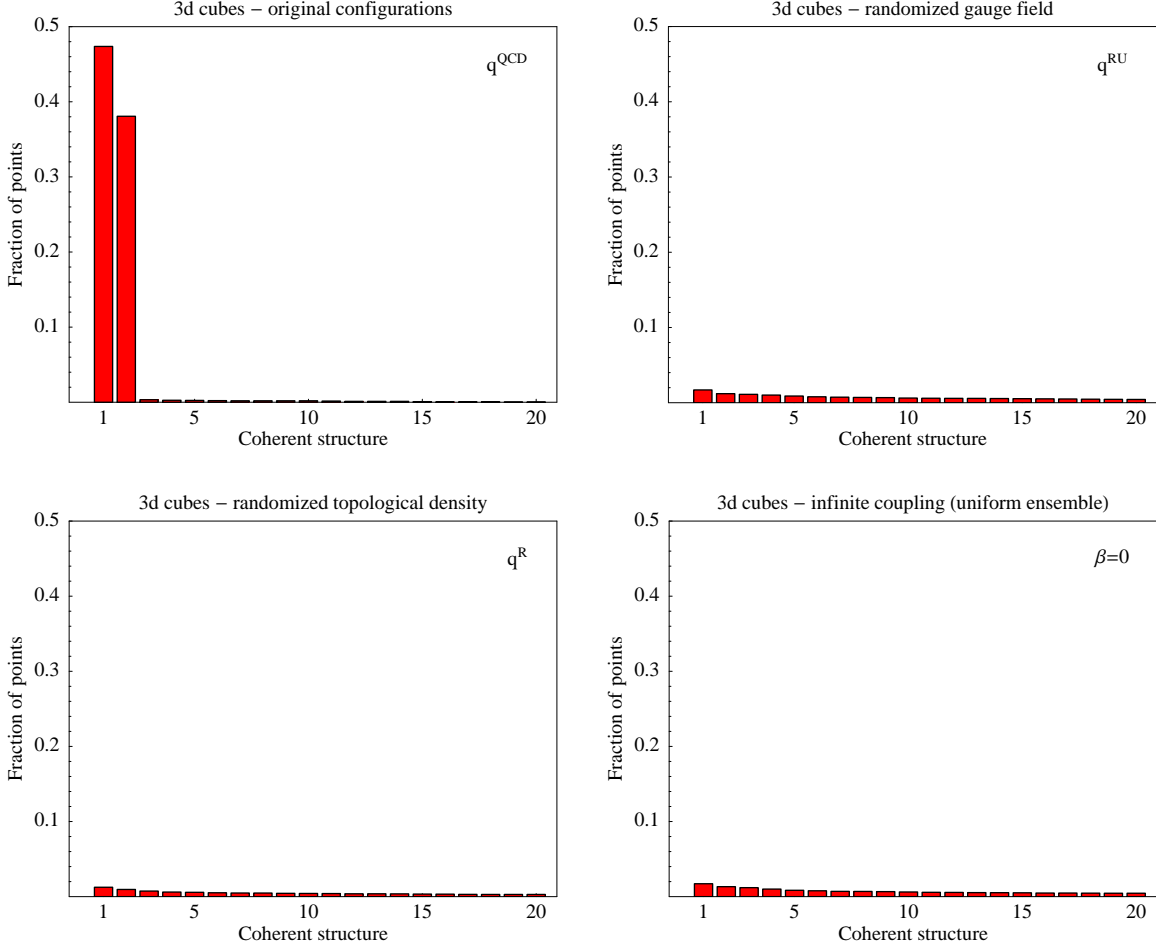 3d cubes − original configurations
q^QCD
Fraction of points
0.5
0.4
0.3
0.2
0.1
1 5 10 15 20
Coherent structure
3d cubes − randomized gauge field
q^RU
Fraction of points
0.5
0.4
0.3
0.2
0.1
1 5 10 15 20
Coherent structure
3d cubes − randomized topological density
q^R
Fraction of points
0.5
0.4
0.3
0.2
0.1
1 5 10 15 20
Coherent structure
3d cubes − infinite coupling (uniform ensemble)
β=0
Fraction of points
0.5
0.4
0.3
0.2
0.1
1 5 10 15 20
Coherent structure